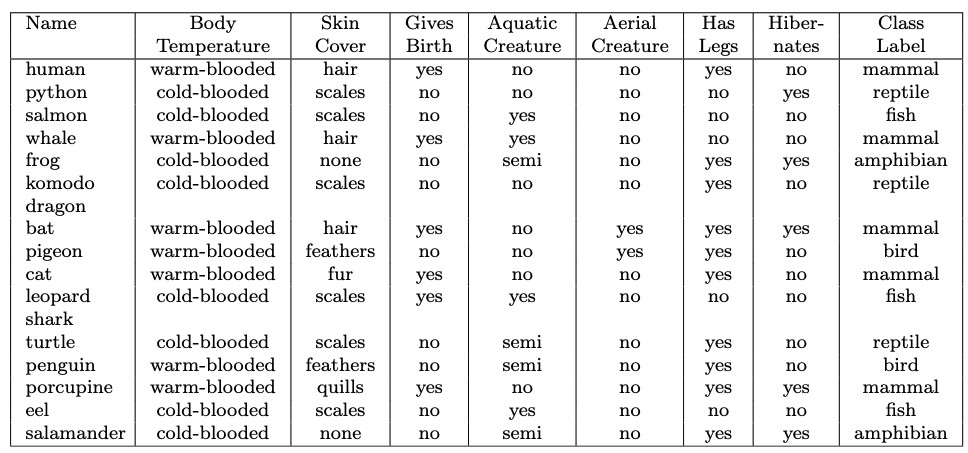 Name Body Skin Gives Aquatic Aerial Has Hiber- Class
Temperature Cover Birth Creature Creature Legs nates Label
human warm-blooded hair yes no no yes no mammal
python cold-blooded scales no no no no yes reptile
salmon cold-blooded scales no yes no no no fish
whale warm-blooded hair yes yes no no no mammal
frog cold-blooded none no semi no yes yes amphibian
komodo cold-blooded scales no no no yes no reptile
dragon
bat warm-blooded hair yes no yes yes yes mammal
pigeon warm-blooded feathers no no yes yes no bird
cat warm-blooded fur yes no no yes no mammal
leopard cold-blooded scales yes yes no no no fish
shark
turtle cold-blooded scales no semi no yes no reptile
penguin warm-blooded feathers no semi no yes no bird
porcupine warm-blooded quills yes no no yes yes mammal
eel cold-blooded scales no yes no no no fish
salamander cold-blooded none no semi no yes yes amphibian